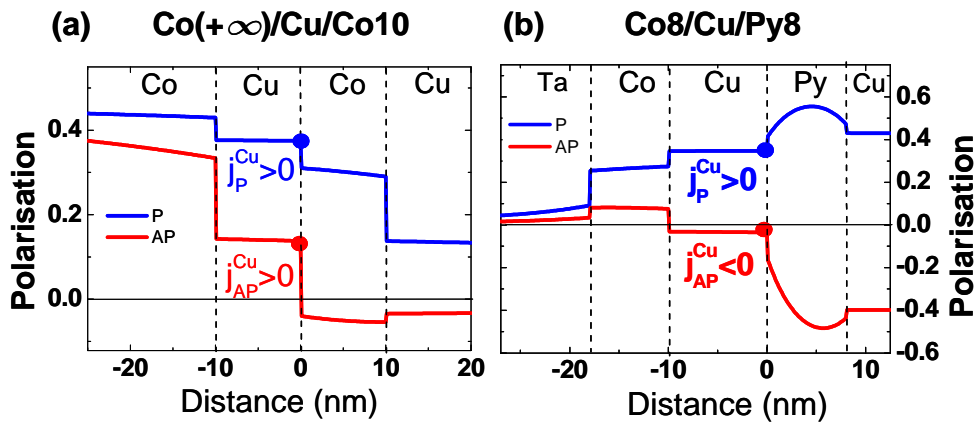 (a) Co(+∞)/Cu/Co10
Co Cu Co Cu
Polarisation
0.4
0.2
0.0
j_P^Cu>0
j_AP^Cu>0
P
AP
-20 -10 0 10 20
Distance (nm)
(b) Co8/Cu/Py8
Ta Co Cu Py Cu
P
AP
j_P^Cu>0
j_AP^Cu<0
0.6
0.4
0.2
0.0
-0.2
-0.4
-0.6
Polarisation
-20 -10 0 10
Distance (nm)